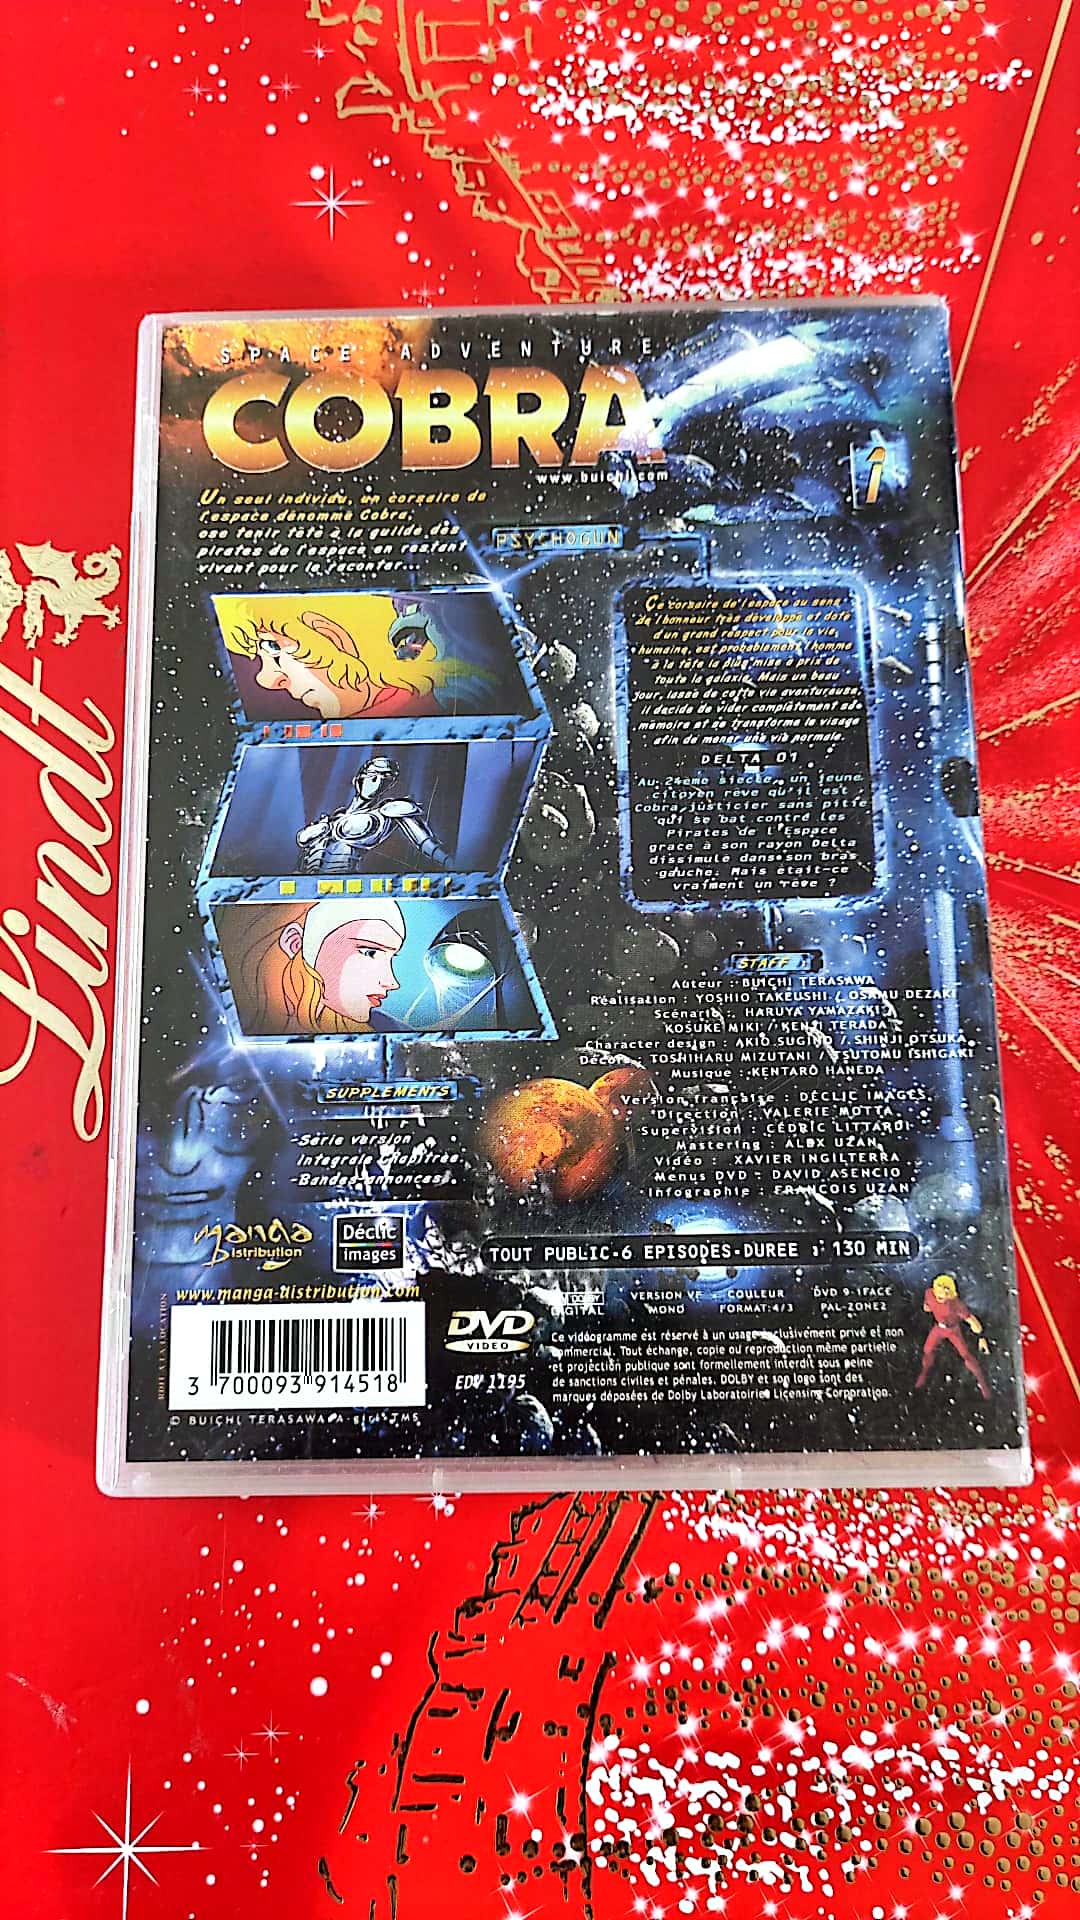 Lindt
SPACE ADVENTURE
COBRA
www.buichi.com
1
Un seul individu, un corsaire de
l'espace dénommé Cobra,
ose tenir tête à la guilde des
pirates de l'espace en restant
vivant pour le raconter...
PSYCHOGUN
Ce corsaire de l'espace au sens
de l'honneur très développé et doté
d'un grand respect pour la vie
humaine, est probablement l'homme
à la tête la plus mise à prix de
toute la galaxie. Mais un beau
jour, lassé de cette vie aventureuse
il décide de vider complètement sa
mémoire et se transforme le visage
afin de mener une vie normale.
DELTA 01
Au 24ème siècle, un jeune
citoyen rêve qu'il est
Cobra, justicier sans pitié
qui se bat contre les
Pirates de l'Espace
grace à son rayon Delta
dissimule dans son bras
gauche. Mais était-ce
vraiment un rêve ?
STAFF
Auteur : BUICHI TERASAWA
Réalisation : YOSHIO TAKEUSHI / OSAMU DEZAKI
Scénario : HARUYA YAMAZAKI /
KOSUKE MIKI / KENJI TERADA
Character design : AKIO SUGINO / SHINJI OTSUKA
Décors : TOSHIHARU MIZUTANI / TSUTOMU ISHIGAKI
Musique : KENTARO HANEDA
Version française : DÉCLIC IMAGES
Direction : VALERIE MOTTA
Supervision : CÉDRIC LITTARDI
Mastering : ALEX UZAN
Vidéo : XAVIER INGILTERRA
Menus DVD : DAVID ASENCIO
Infographie : FRANCOIS UZAN
SUPPLEMENTS
-Série version
intégrale chapitrée
-Bandes-annonces
manga
distribution
Déclic
images
www.manga-distribution.com
TOUT PUBLIC-6 EPISODES-DUREE : 130 MIN
DOLBY
DIGITAL
VERSION VF
MONO
COULEUR
FORMAT:4/3
DVD 9-1FACE
PAL-ZONE2
DVD
VIDEO
EDV 1195
Ce vidéogramme est réservé à un usage exclusivement privé et non
commercial. Tout échange, copie ou reproduction même partielle
et projection publique sont formellement interdit sous peine
de sanctions civiles et pénales. DOLBY et son logo sont des
marques déposées de Dolby Laboratoiries Licensing Corporation.
3 700093 914518
© BUICHI TERASAWA/A-girl-TMS